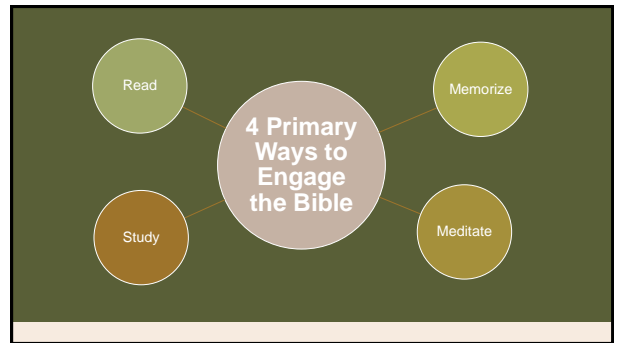 Read
Memorize
4 Primary
Ways to
Engage
the Bible
Study
Meditate